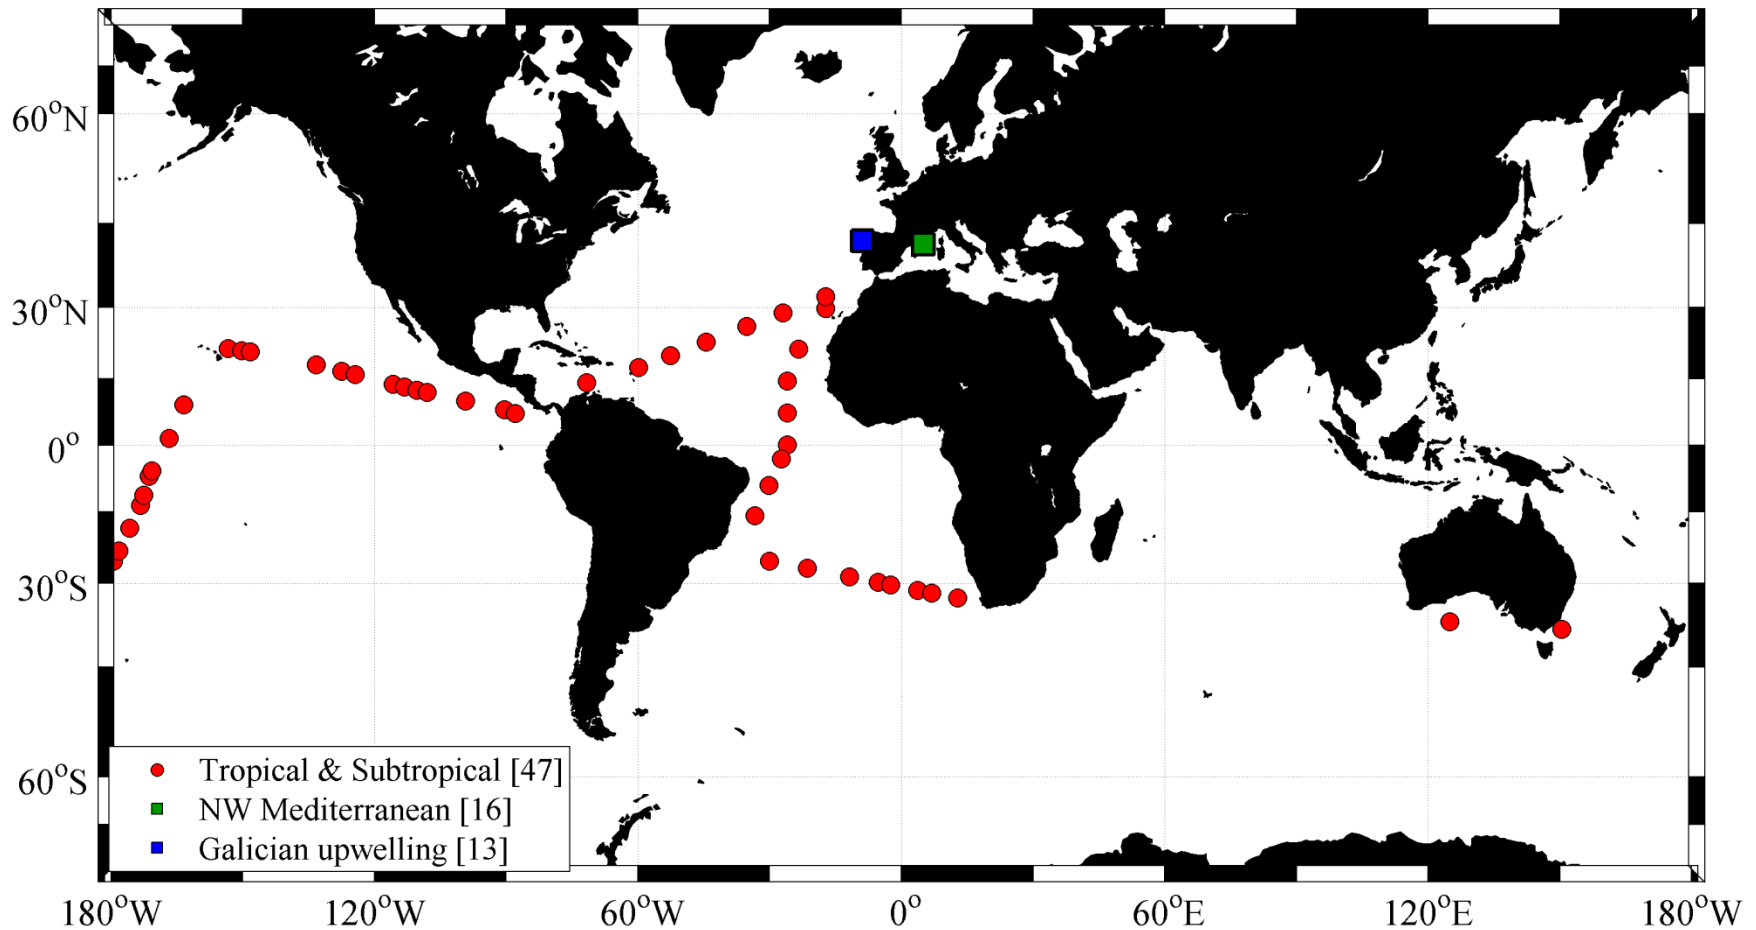 60°N
30°N
0°
30°S
60°S
Tropical & Subtropical [47]
NW Mediterranean [16]
Galician upwelling [13]
180°W 120°W 60°W 0° 60°E 120°E 180°W